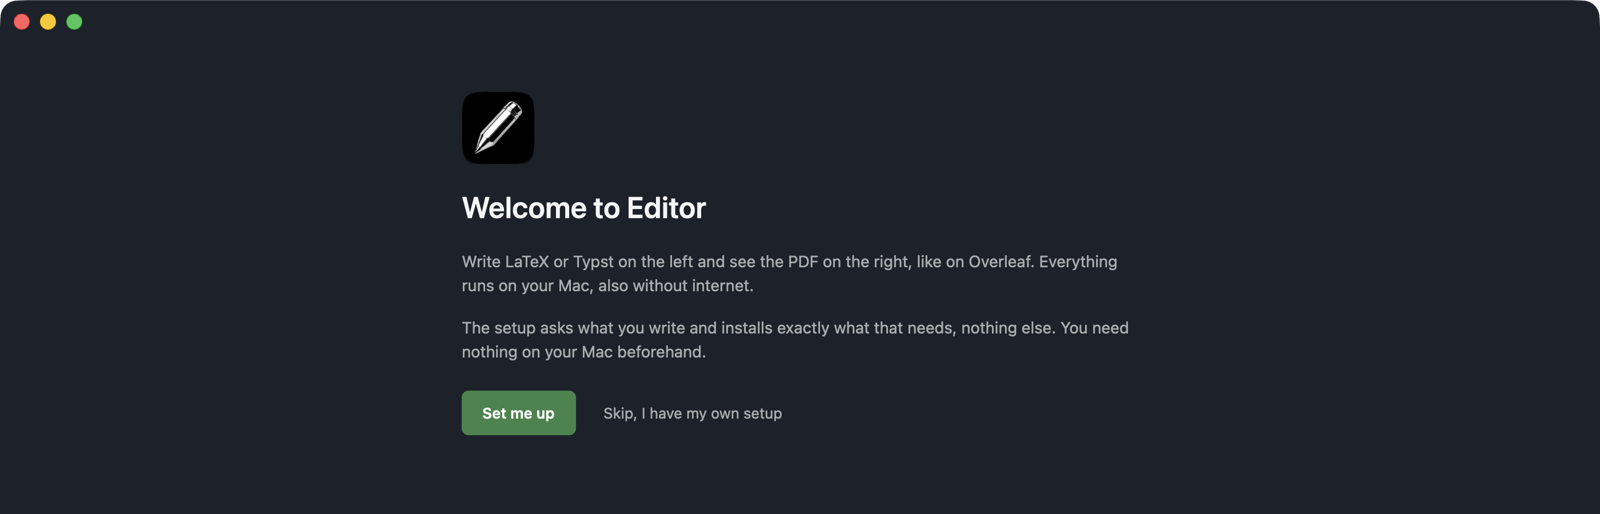 Welcome to Editor
Write LaTeX or Typst on the left and see the PDF on the right, like on Overleaf. Everything
runs on your Mac, also without internet.
The setup asks what you write and installs exactly what that needs, nothing else. You need
nothing on your Mac beforehand.
Set me up
Skip, I have my own setup